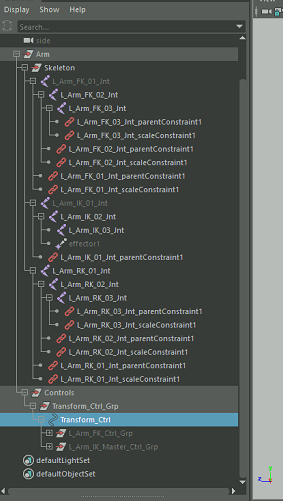 Display Show Help
Search...
side
Arm
Skeleton
L_Arm_FK_01_Jnt
L_Arm_FK_02_Jnt
L_Arm_FK_03_Jnt
L_Arm_FK_03_Jnt_parentConstraint1
L_Arm_FK_03_Jnt_scaleConstraint1
L_Arm_FK_02_Jnt_parentConstraint1
L_Arm_FK_02_Jnt_scaleConstraint1
L_Arm_FK_01_Jnt_parentConstraint1
L_Arm_FK_01_Jnt_scaleConstraint1
L_Arm_IK_01_Jnt
L_Arm_IK_02_Jnt
L_Arm_IK_03_Jnt
effector1
L_Arm_IK_01_Jnt_parentConstraint1
L_Arm_RK_01_Jnt
L_Arm_RK_02_Jnt
L_Arm_RK_03_Jnt
L_Arm_RK_03_Jnt_parentConstraint1
L_Arm_RK_03_Jnt_scaleConstraint1
L_Arm_RK_02_Jnt_parentConstraint1
L_Arm_RK_02_Jnt_scaleConstraint1
L_Arm_RK_01_Jnt_parentConstraint1
L_Arm_RK_01_Jnt_scaleConstraint1
Controls
Transform_Ctrl_Grp
Transform_Ctrl
L_Arm_FK_Ctrl_Grp
L_Arm_IK_Master_Ctrl_Grp
defaultLightSet
defaultObjectSet
z